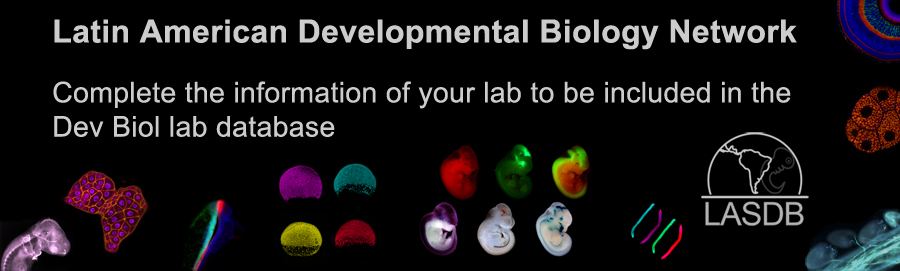 Latin American Developmental Biology Network
Complete the information of your lab to be included in the
Dev Biol lab database
LASDB